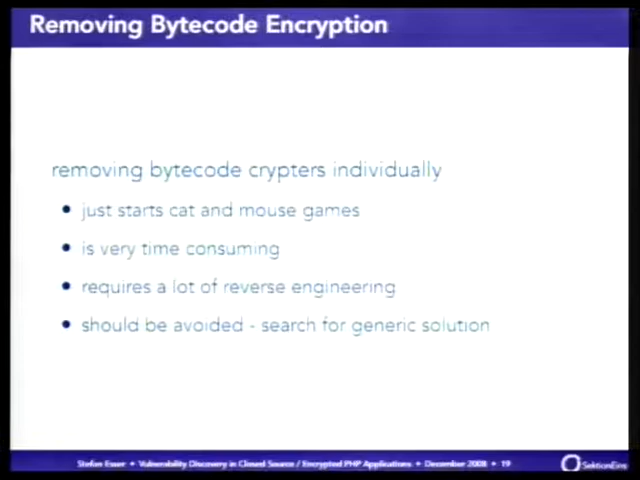 Removing Bytecode Encryption
removing bytecode crypters individually
• just starts cat and mouse games
• is very time consuming
• requires a lot of reverse engineering
• should be avoided - search for generic solution
Stefan Esser • Vulnerability Discovery in Closed Source / Encrypted PHP Applications • December 2008 • 19
SektionEins